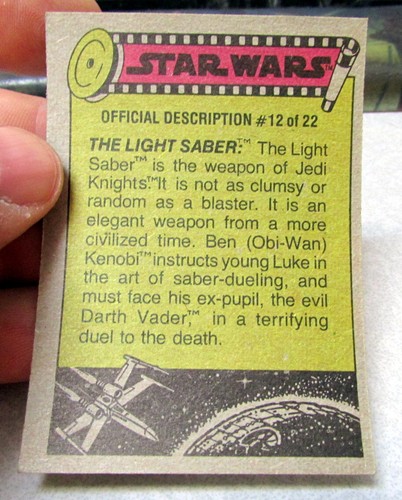 STAR WARS™
OFFICIAL DESCRIPTION #12 of 22
THE LIGHT SABER:™ The Light
Saber™ is the weapon of Jedi
Knights.™ It is not as clumsy or
random as a blaster. It is an
elegant weapon from a more
civilized time. Ben (Obi-Wan)
Kenobi™ instructs young Luke in
the art of saber-dueling, and
must face his ex-pupil, the evil
Darth Vader,™ in a terrifying
duel to the death.